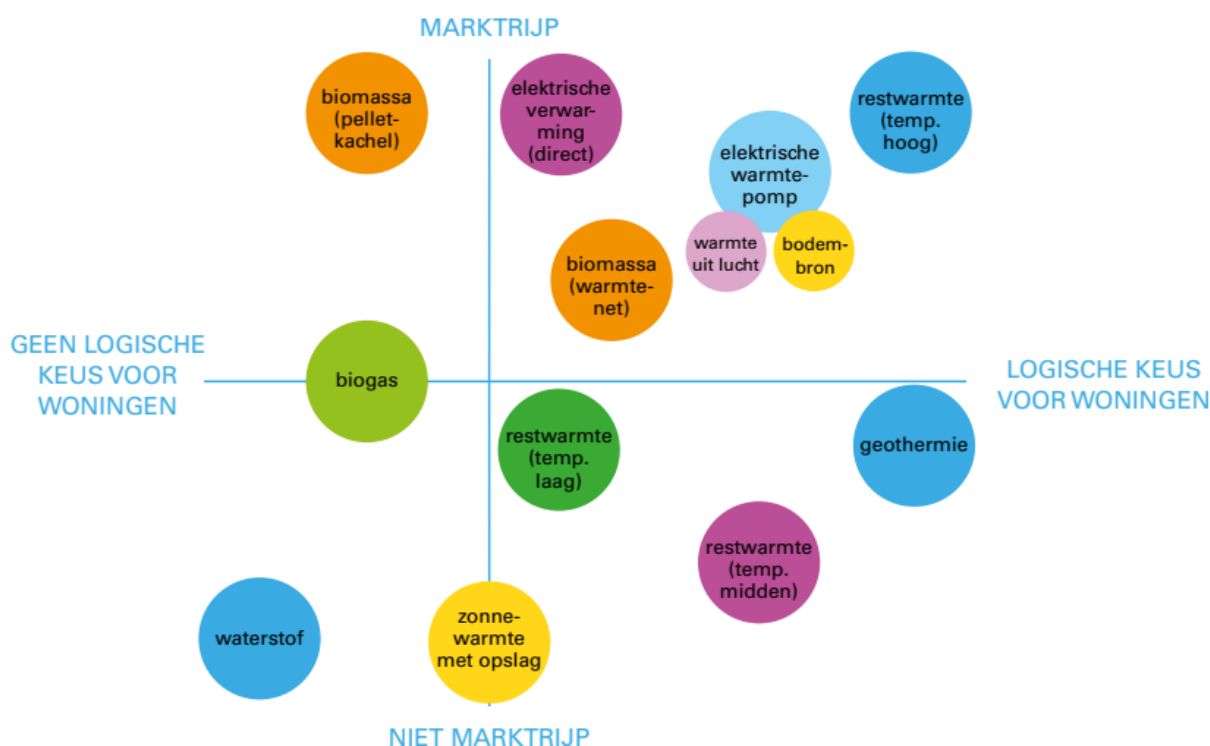 MARKTRIJP
biomassa
(pellet-
kachel)
elektrische
verwar-
ming
(direct)
restwarmte
(temp.
hoog)
elektrische
warmte-
pomp
warmte
uit lucht
bodem-
bron
biomassa
(warmte-
net)
GEEN LOGISCHE
KEUS VOOR
WONINGEN
biogas
LOGISCHE KEUS
VOOR WONINGEN
restwarmte
(temp.
laag)
geothermie
restwarmte
(temp.
midden)
waterstof
zonne-
warmte
met opslag
NIET MARKTRIJP